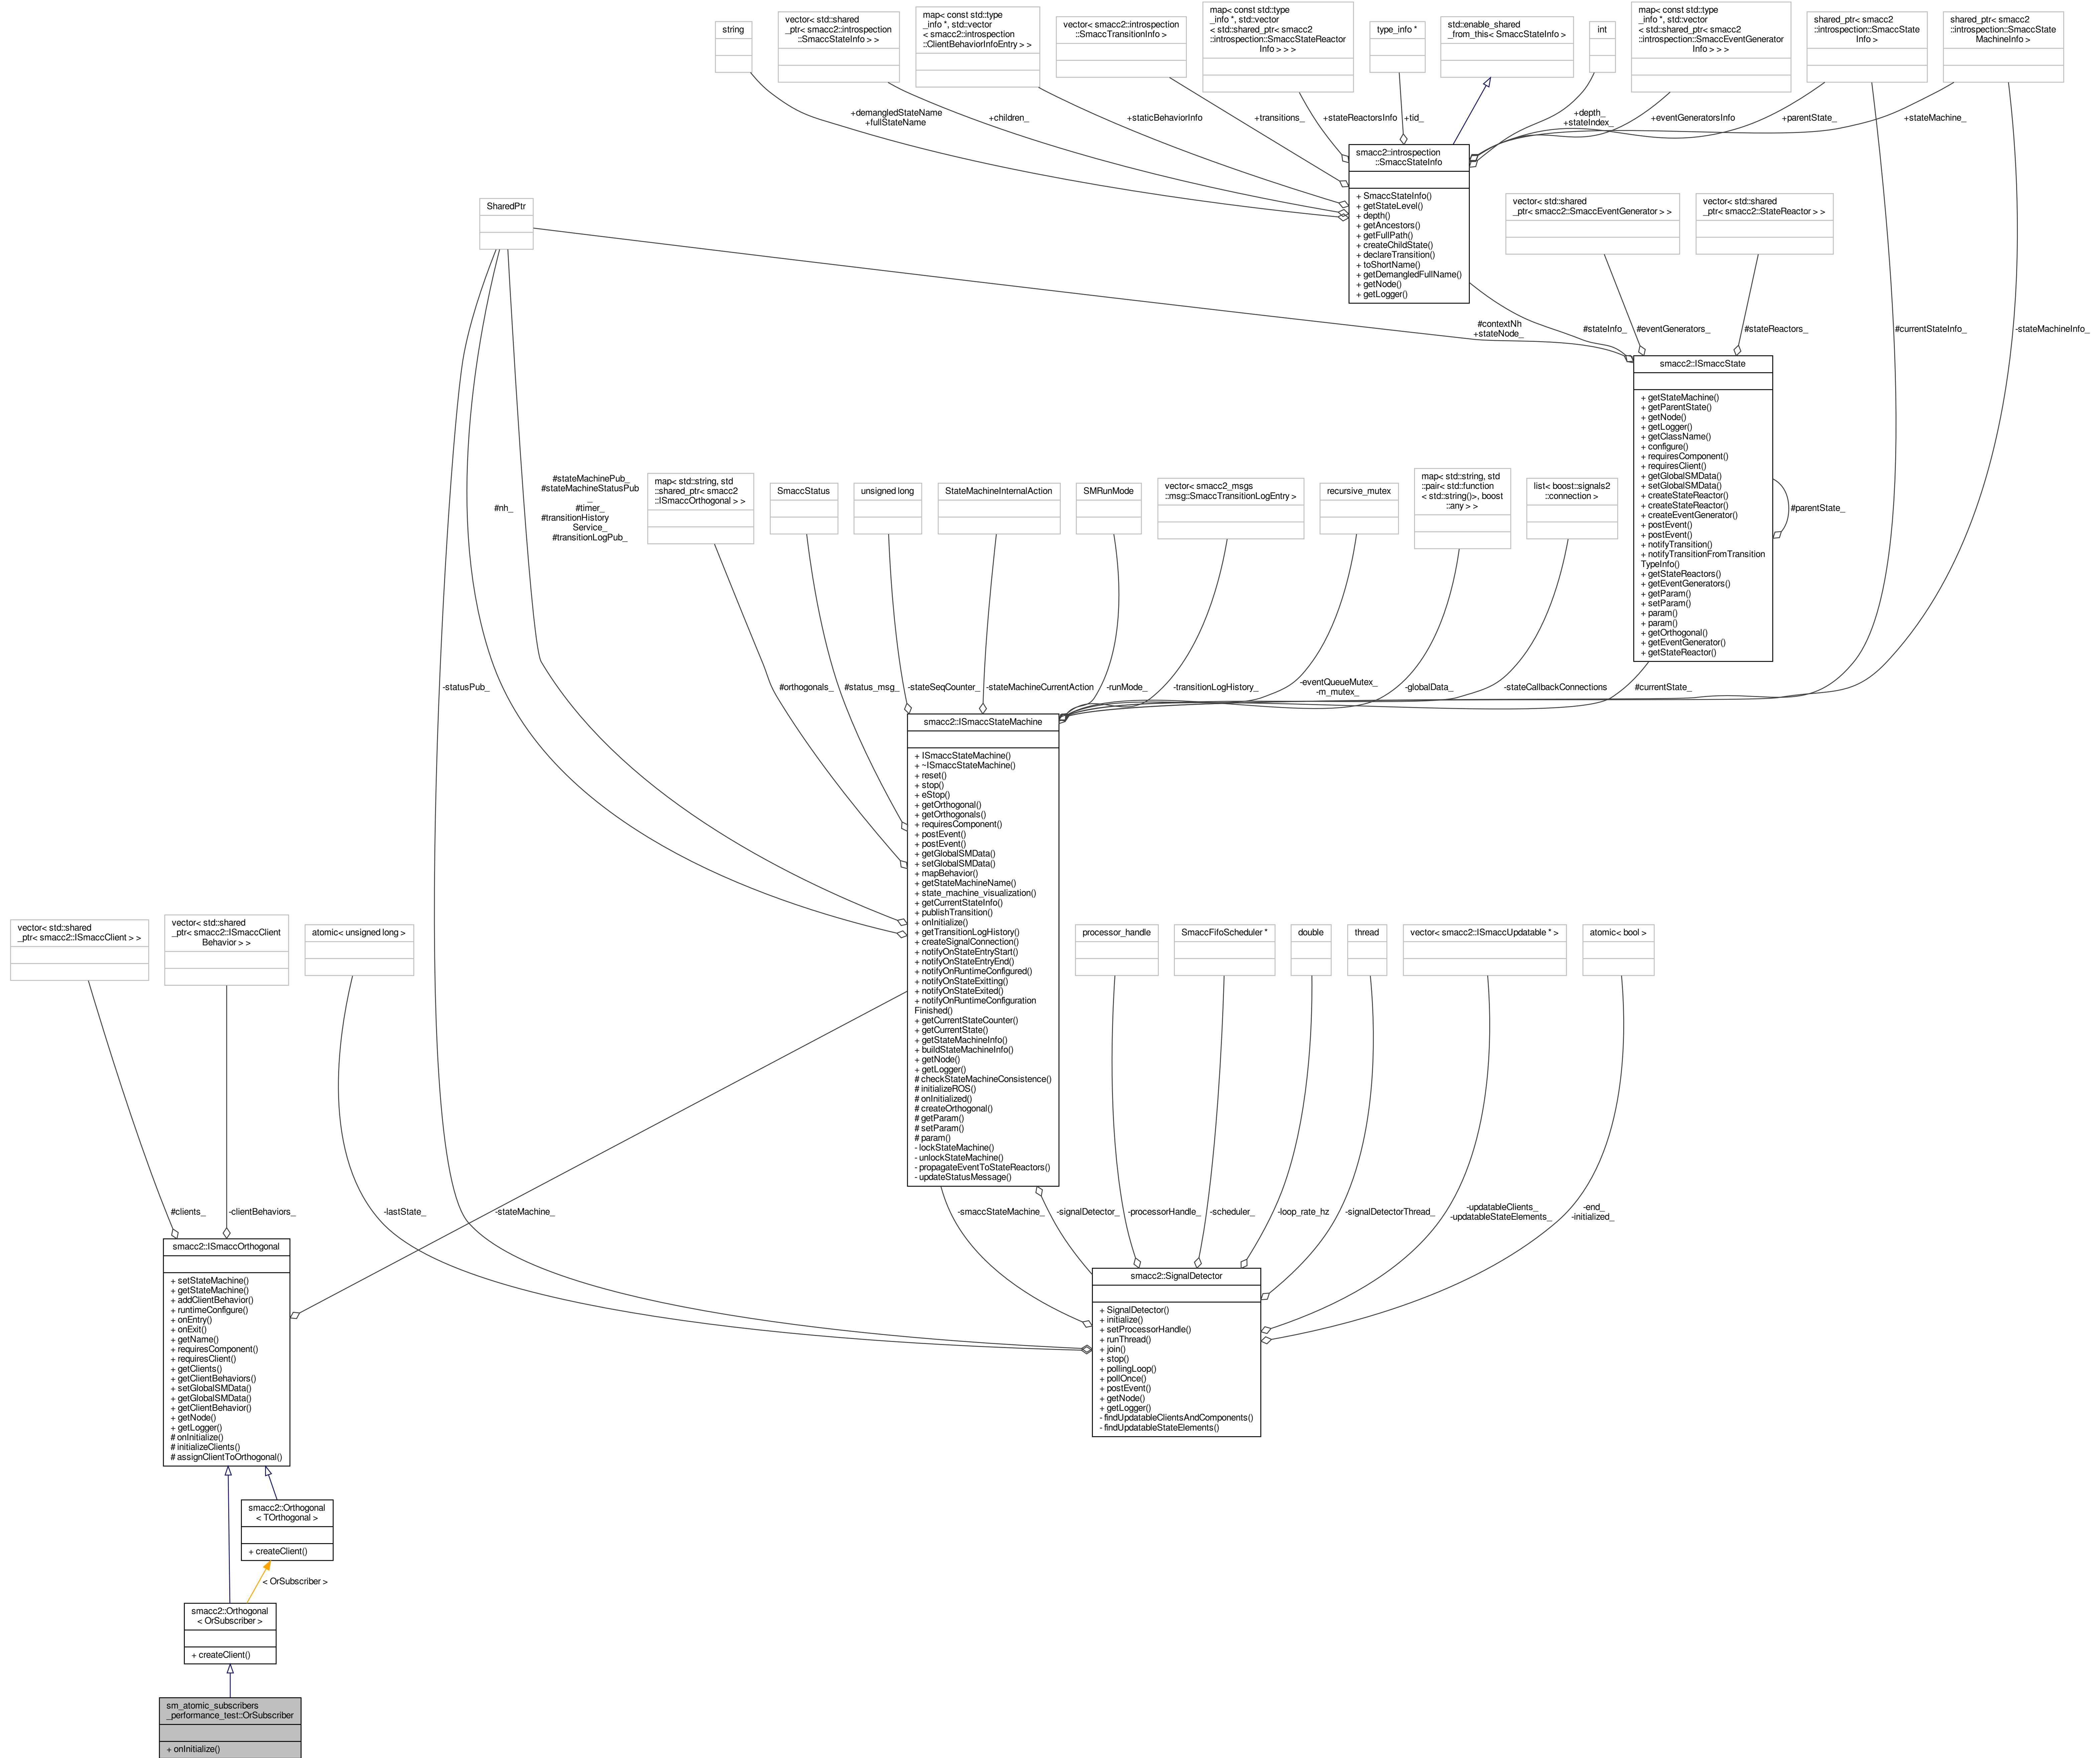 string
vector< std::shared
_ptr< smacc2::introspection
::SmaccStateInfo > >
map< const std::type
_info *, std::vector
< smacc2::introspection
::ClientBehaviorInfoEntry > >
vector< smacc2::introspection
::SmaccTransitionInfo >
map< const std::type
_info *, std::vector
< std::shared_ptr< smacc2
::introspection::SmaccStateReactor
Info > > >
type_info *
std::enable_shared
_from_this< SmaccStateInfo >
int
map< const std::type
_info *, std::vector
< std::shared_ptr< smacc2
::introspection::SmaccEventGenerator
Info > > >
shared_ptr< smacc2
::introspection::SmaccState
Info >
shared_ptr< smacc2
::introspection::SmaccState
MachineInfo >
+demangledStateName
+fullStateName
+children_
+staticBehaviorInfo
+transitions_
+stateReactorsInfo
+tid_
+depth_
+stateIndex_
+eventGeneratorsInfo
+parentState_
+stateMachine_
smacc2::introspection
::SmaccStateInfo
+ SmaccStateInfo()
+ getStateLevel()
+ depth()
+ getAncestors()
+ getFullPath()
+ createChildState()
+ declareTransition()
+ toShortName()
+ getDemangledFullName()
+ getNode()
+ getLogger()
SharedPtr
vector< std::shared
_ptr< smacc2::SmaccEventGenerator > >
vector< std::shared
_ptr< smacc2::StateReactor > >
#contextNh
+stateNode_
#stateInfo_
#eventGenerators_
#stateReactors_
#currentStateInfo_
-stateMachineInfo_
smacc2::ISmaccState
+ getStateMachine()
+ getParentState()
+ getNode()
+ getLogger()
+ getClassName()
+ configure()
+ requiresComponent()
+ requiresClient()
+ getGlobalSMData()
+ setGlobalSMData()
+ createStateReactor()
+ createStateReactor()
+ createEventGenerator()
+ postEvent()
+ postEvent()
+ notifyTransition()
+ notifyTransitionFromTransition
TypeInfo()
+ getStateReactors()
+ getEventGenerators()
+ getParam()
+ setParam()
+ param()
+ param()
+ getOrthogonal()
+ getEventGenerator()
+ getStateReactor()
#parentState_
#nh_
#stateMachinePub_
#stateMachineStatusPub
_
#timer_
#transitionHistory
Service_
#transitionLogPub_
map< std::string, std
::shared_ptr< smacc2
::ISmaccOrthogonal > >
SmaccStatus
unsigned long
StateMachineInternalAction
SMRunMode
vector< smacc2_msgs
::msg::SmaccTransitionLogEntry >
recursive_mutex
map< std::string, std
::pair< std::function
< std::string()>, boost
::any > >
list< boost::signals2
::connection >
-statusPub_
#orthogonals_
#status_msg_
-stateSeqCounter_
-stateMachineCurrentAction
-runMode_
-transitionLogHistory_
-eventQueueMutex_
-m_mutex_
-globalData_
-stateCallbackConnections
#currentState_
smacc2::ISmaccStateMachine
+ ISmaccStateMachine()
+ ~ISmaccStateMachine()
+ reset()
+ stop()
+ eStop()
+ getOrthogonal()
+ getOrthogonals()
+ requiresComponent()
+ postEvent()
+ postEvent()
+ getGlobalSMData()
+ setGlobalSMData()
+ mapBehavior()
+ getStateMachineName()
+ state_machine_visualization()
+ getCurrentStateInfo()
+ publishTransition()
+ onInitialize()
+ getTransitionLogHistory()
+ createSignalConnection()
+ notifyOnStateEntryStart()
+ notifyOnStateEntryEnd()
+ notifyOnRuntimeConfigured()
+ notifyOnStateExitting()
+ notifyOnStateExited()
+ notifyOnRuntimeConfiguration
Finished()
+ getCurrentStateCounter()
+ getCurrentState()
+ getStateMachineInfo()
+ buildStateMachineInfo()
+ getNode()
+ getLogger()
# checkStateMachineConsistence()
# initializeROS()
# onInitialized()
# createOrthogonal()
# getParam()
# setParam()
# param()
- lockStateMachine()
- unlockStateMachine()
- propagateEventToStateReactors()
- updateStatusMessage()
vector< std::shared
_ptr< smacc2::ISmaccClient > >
vector< std::shared
_ptr< smacc2::ISmaccClient
Behavior > >
atomic< unsigned long >
processor_handle
SmaccFifoScheduler *
double
thread
vector< smacc2::ISmaccUpdatable * >
atomic< bool >
#clients_
-clientBehaviors_
-lastState_
-stateMachine_
-smaccStateMachine_
-signalDetector_
-processorHandle_
-scheduler_
-loop_rate_hz
-signalDetectorThread_
-updatableClients_
-updatableStateElements_
-end_
-initialized_
smacc2::ISmaccOrthogonal
+ setStateMachine()
+ getStateMachine()
+ addClientBehavior()
+ runtimeConfigure()
+ onEntry()
+ onExit()
+ getName()
+ requiresComponent()
+ requiresClient()
+ getClients()
+ getClientBehaviors()
+ setGlobalSMData()
+ getGlobalSMData()
+ getClientBehavior()
+ getNode()
+ getLogger()
# onInitialize()
# initializeClients()
# assignClientToOrthogonal()
smacc2::SignalDetector
+ SignalDetector()
+ initialize()
+ setProcessorHandle()
+ runThread()
+ join()
+ stop()
+ pollingLoop()
+ pollOnce()
+ postEvent()
+ getNode()
+ getLogger()
- findUpdatableClientsAndComponents()
- findUpdatableStateElements()
smacc2::Orthogonal
< TOrthogonal >
+ createClient()
< OrSubscriber >
smacc2::Orthogonal
< OrSubscriber >
+ createClient()
sm_atomic_subscribers
_performance_test::OrSubscriber
+ onInitialize()